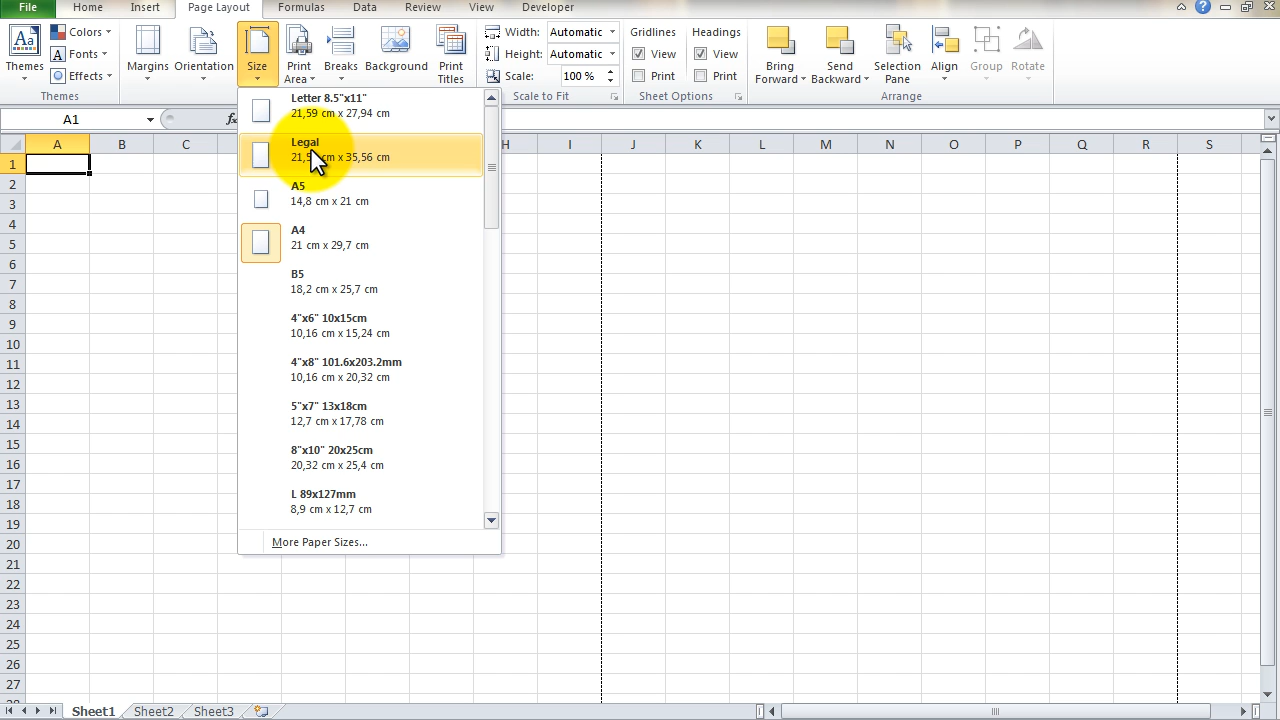 File Home Insert Page Layout Formulas Data Review View Developer
Colors Width: Automatic Gridlines Headings
Aa Fonts Height: Automatic View View
Themes Margins Orientation Size Print Area Breaks Background Print Titles Bring Forward Send Backward Selection Pane Align Group Rotate
Effects Scale: 100 % Print Print
Themes Scale to Fit Sheet Options Arrange
A1 fx
Letter 8.5"x11"
21,59 cm x 27,94 cm
Legal
cm x 35,56 cm
A5
14,8 cm x 21 cm
A4
21 cm x 29,7 cm
B5
18,2 cm x 25,7 cm
4"x6" 10x15cm
10,16 cm x 15,24 cm
4"x8" 101.6x203.2mm
10,16 cm x 20,32 cm
5"x7" 13x18cm
12,7 cm x 17,78 cm
8"x10" 20x25cm
20,32 cm x 25,4 cm
L 89x127mm
8,9 cm x 12,7 cm
More Paper Sizes...
A B C H I J K L M N O P Q R S
1
2
3
4
5
6
7
8
9
10
11
12
13
14
15
16
17
18
19
20
21
22
23
24
25
26
27
Sheet1 Sheet2 Sheet3